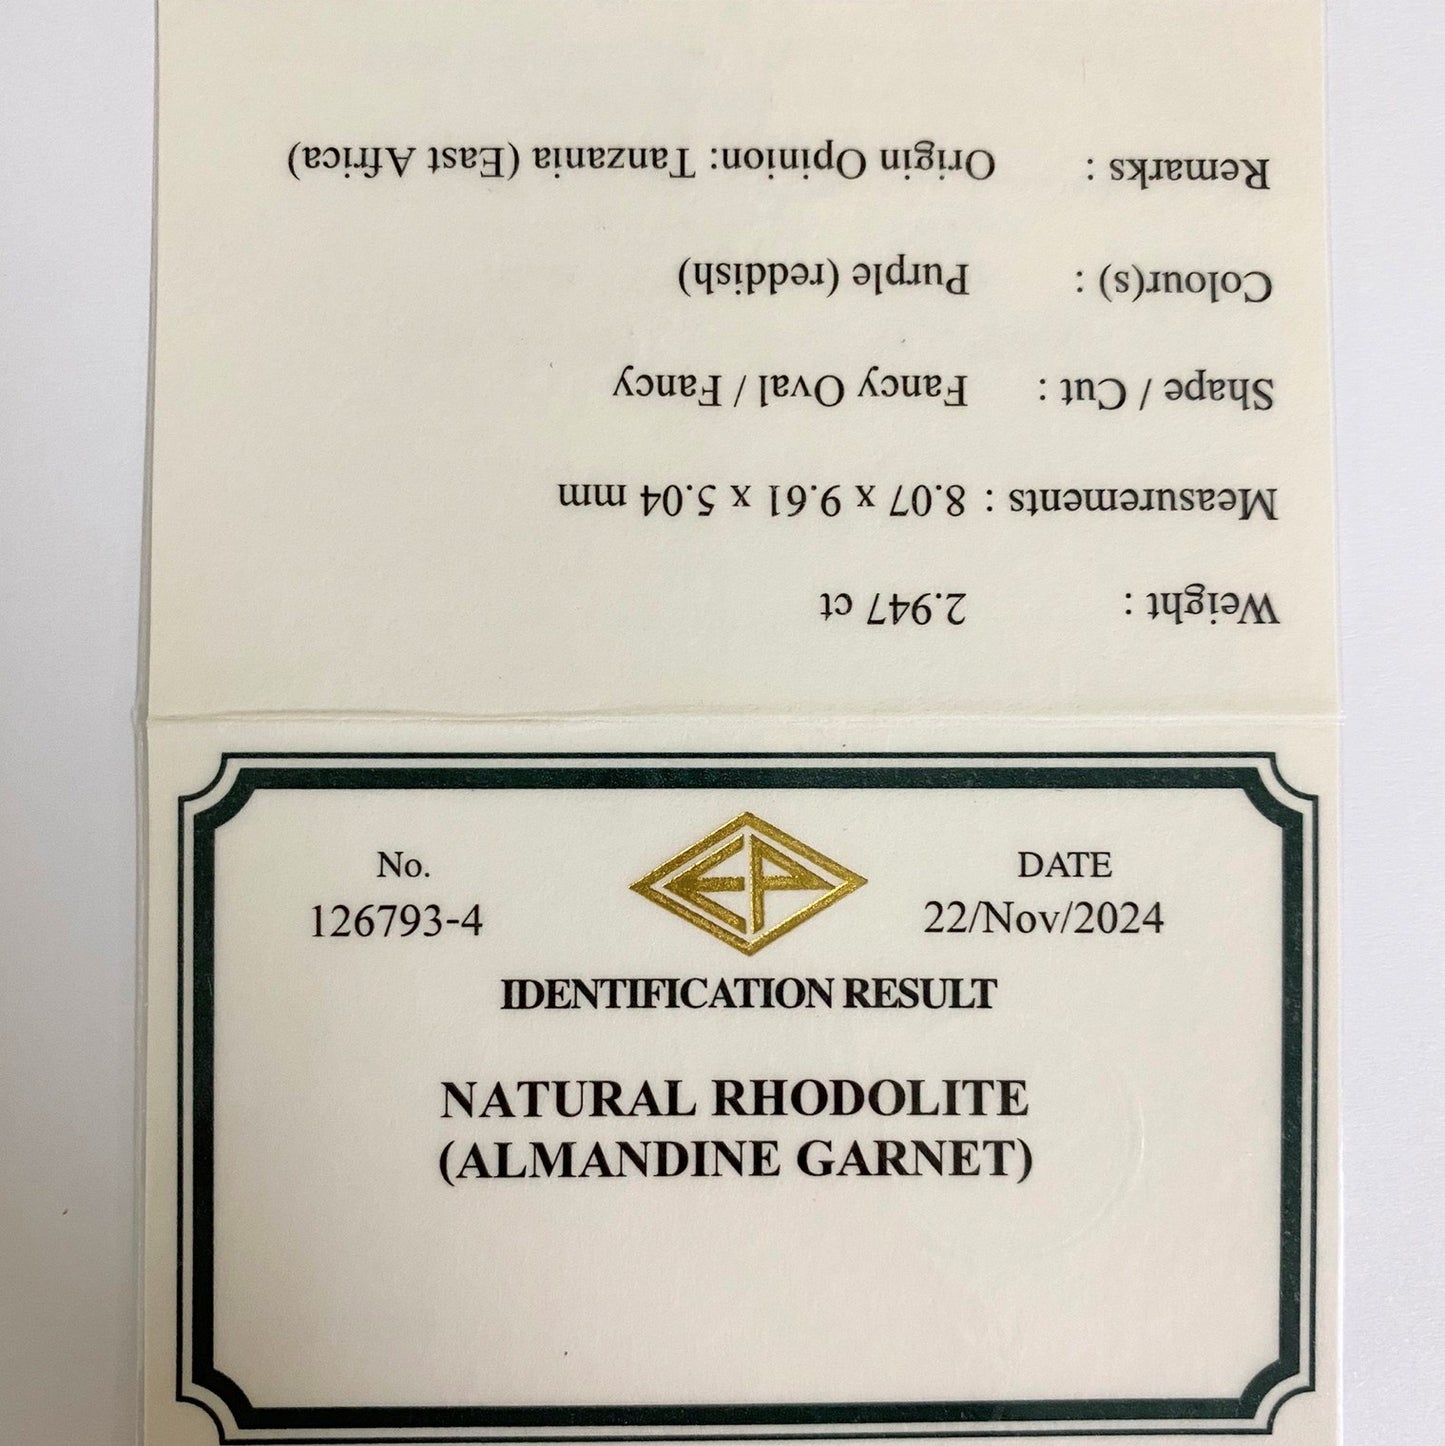 No.
126793-4
EP
DATE
22/Nov/2024
IDENTIFICATION RESULT
NATURAL RHODOLITE
(ALMANDINE GARNET)
Weight : 2.947 ct
Measurements : 8.07 x 9.61 x 5.04 mm
Shape / Cut : Fancy Oval / Fancy
Colour(s) : Purple (reddish)
Remarks : Origin Opinion: Tanzania (East Africa)